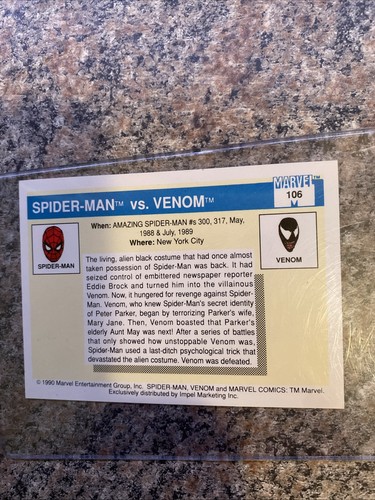 MARVEL™
106
SPIDER-MAN™ vs. VENOM™
When: AMAZING SPIDER-MAN #s 300, 317, May,
1988 & July, 1989
Where: New York City
SPIDER-MAN
VENOM
The living, alien black costume that had once almost
taken possession of Spider-Man was back. It had
seized control of embittered newspaper reporter
Eddie Brock and turned him into the villainous
Venom. Now, it hungered for revenge against Spider-
Man. Venom, who knew Spider-Man's secret identity
of Peter Parker, began by terrorizing Parker's wife,
Mary Jane. Then, Venom boasted that Parker's
elderly Aunt May was next! After a series of battles
that only showed how unstoppable Venom was,
Spider-Man used a last-ditch psychological trick that
devastated the alien costume. Venom was defeated.
© 1990 Marvel Entertainment Group, Inc. SPIDER-MAN, VENOM and MARVEL COMICS: TM Marvel.
Exclusively distributed by Impel Marketing Inc.